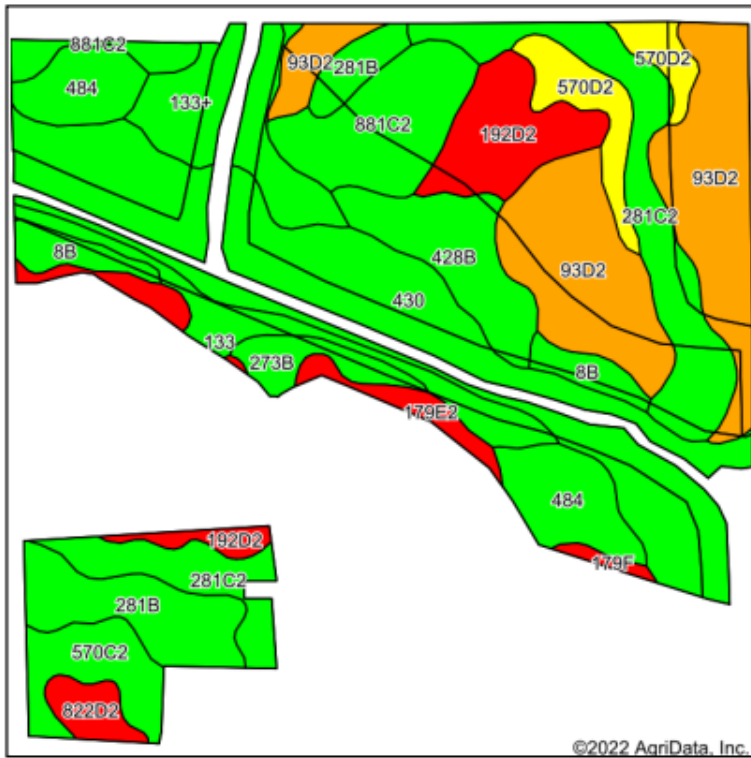 881C2
484
133+
93D2
281B
881C2
192D2
570D2
570D2
93D2
281C2
428B
93D2
430
8B
8B
133
273B
179E2
484
179F
192D2
281C2
281B
570C2
822D2
©2022 AgriData, Inc.